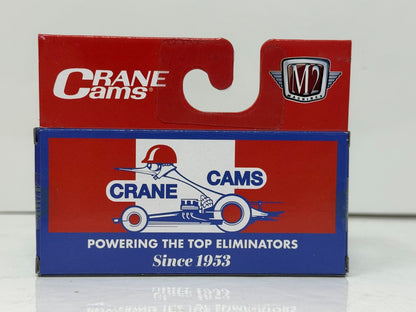 CRANE
Cams®
M2
MACHINES
CRANE CAMS
POWERING THE TOP ELIMINATORS
Since 1953